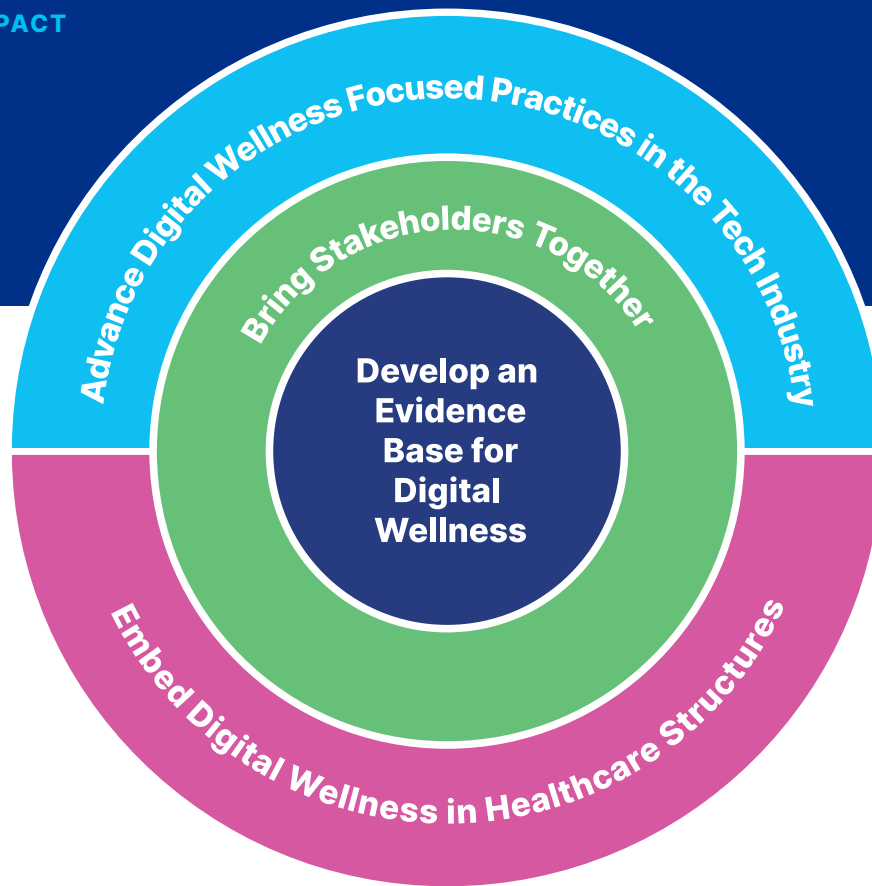 PACT
Advance Digital Wellness Focused Practices in the Tech Industry
Bring Stakeholders Together
Develop an
Evidence
Base for
Digital
Wellness
Embed Digital Wellness in Healthcare Structures